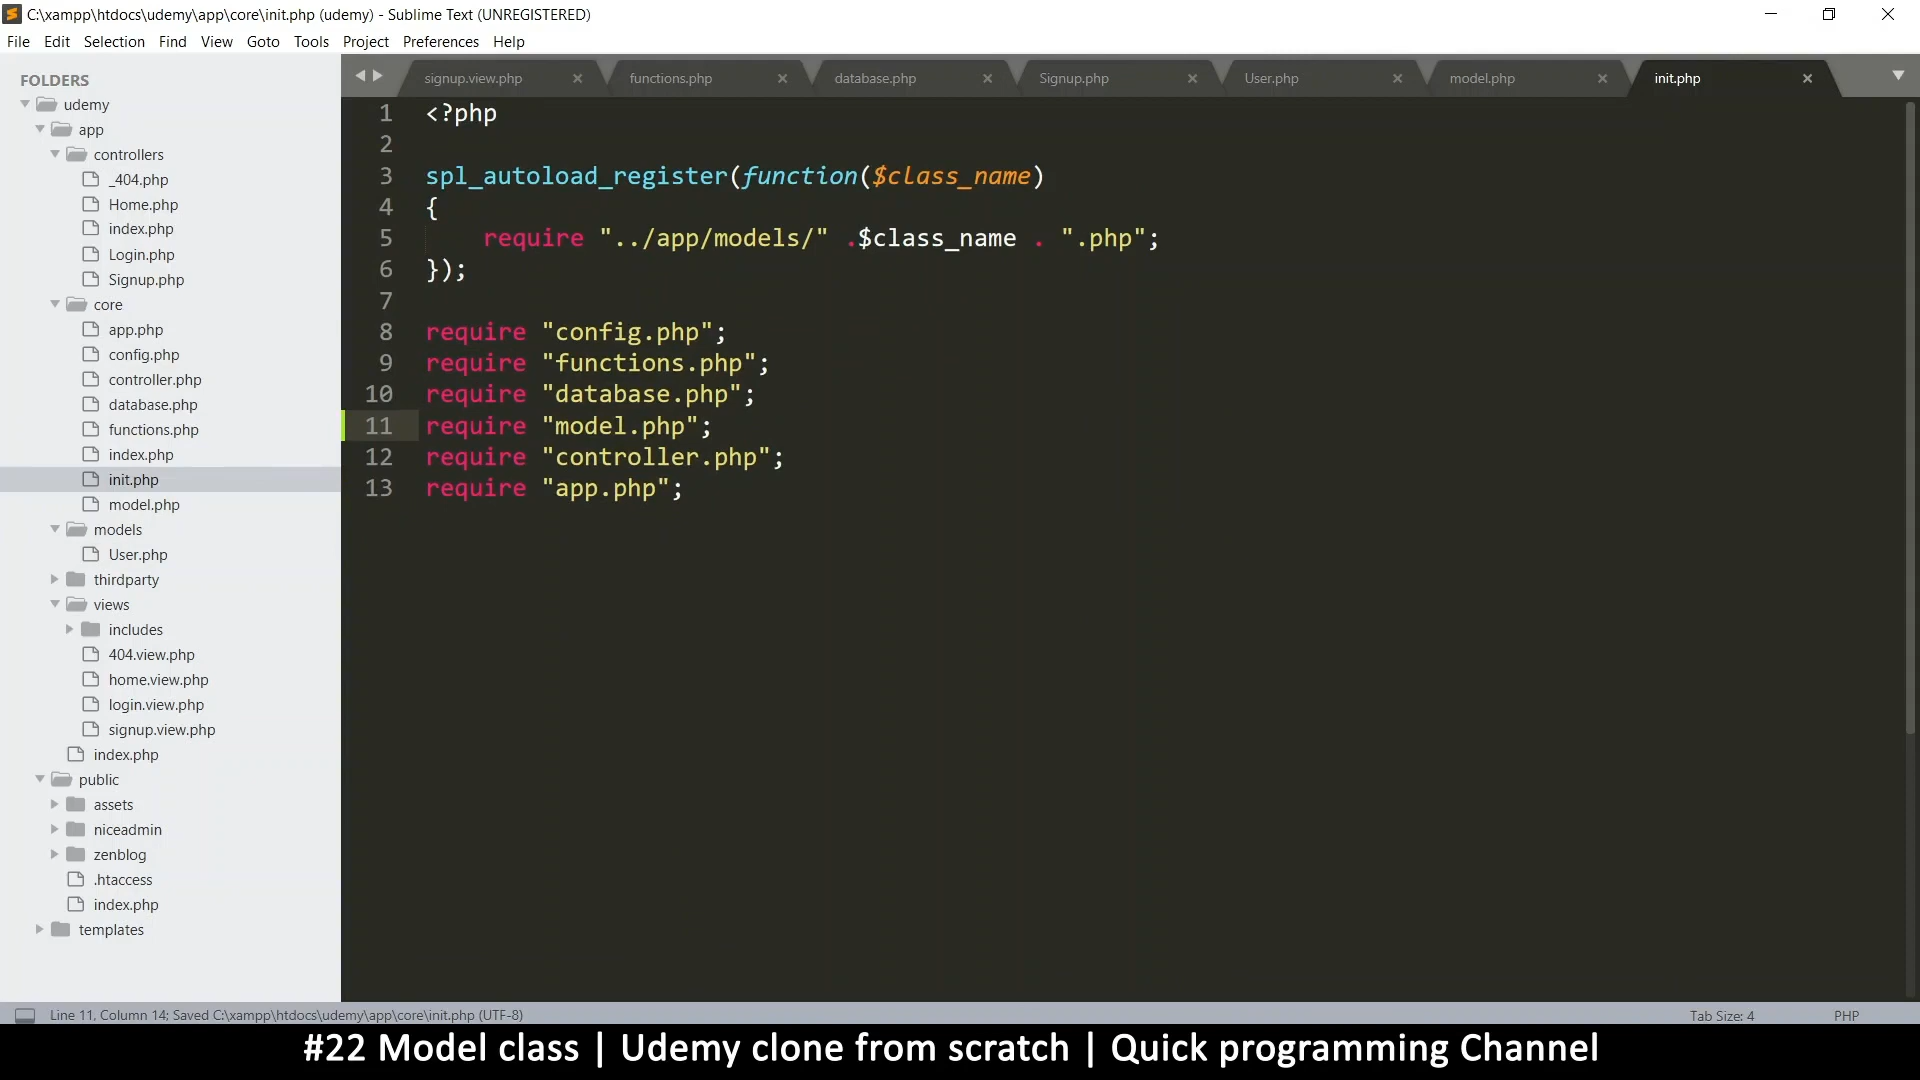 C:\xampp\htdocs\udemy\app\core\init.php (udemy) - Sublime Text (UNREGISTERED)
File Edit Selection Find View Goto Tools Project Preferences Help
FOLDERS
udemy
app
controllers
_404.php
Home.php
index.php
Login.php
Signup.php
core
app.php
config.php
controller.php
database.php
functions.php
index.php
init.php
model.php
models
User.php
thirdparty
views
includes
404.view.php
home.view.php
login.view.php
signup.view.php
index.php
public
assets
niceadmin
zenblog
.htaccess
index.php
templates
signup.view.php functions.php database.php Signup.php User.php model.php init.php
1 <?php
2
3 spl_autoload_register(function($class_name)
4 {
5 require "../app/models/" .$class_name . ".php";
6 });
7
8 require "config.php";
9 require "functions.php";
10 require "database.php";
11 require "model.php";
12 require "controller.php";
13 require "app.php";
Line 11, Column 14; Saved C:\xampp\htdocs\udemy\app\core\init.php (UTF-8) Tab Size: 4 PHP
#22 Model class | Udemy clone from scratch | Quick programming Channel